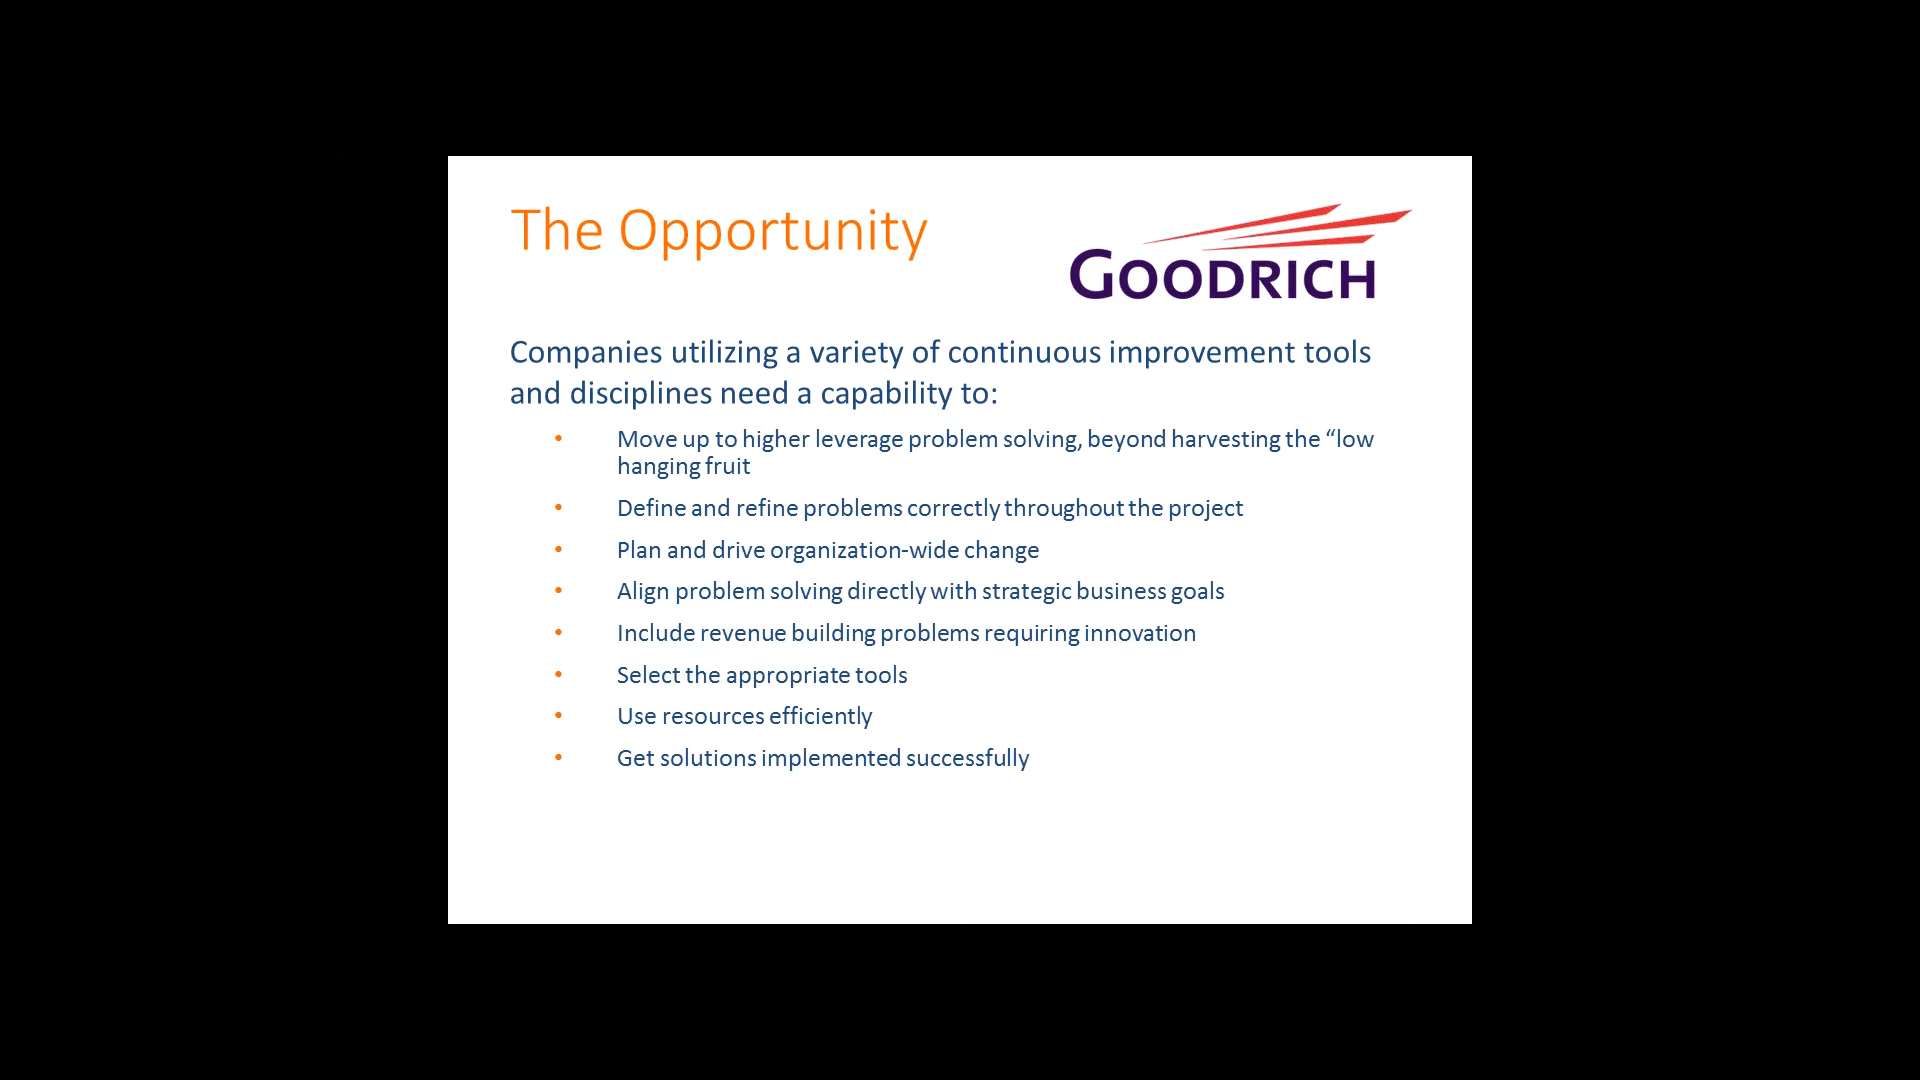 The Opportunity
GOODRICH
Companies utilizing a variety of continuous improvement tools
and disciplines need a capability to:
• Move up to higher leverage problem solving, beyond harvesting the “low
hanging fruit
• Define and refine problems correctly throughout the project
• Plan and drive organization-wide change
• Align problem solving directly with strategic business goals
• Include revenue building problems requiring innovation
• Select the appropriate tools
• Use resources efficiently
• Get solutions implemented successfully